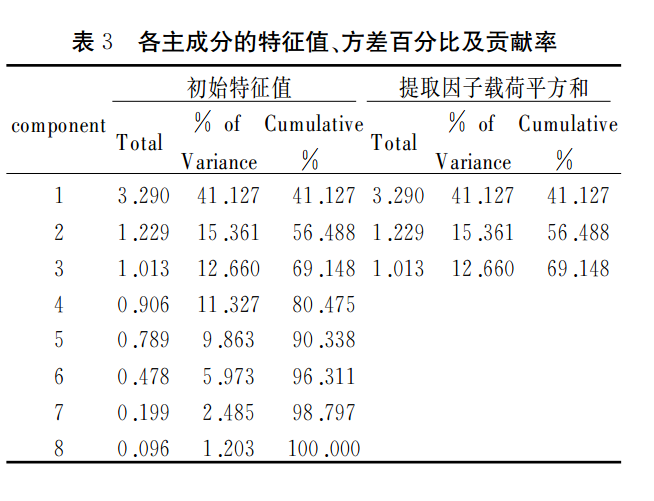 表 3 各主成分的特征值、方差百分比及贡献率
初始特征值 提取因子载荷平方和
component Total % of Variance Cumulative % Total % of Variance Cumulative %
1 3.290 41.127 41.127 3.290 41.127 41.127
2 1.229 15.361 56.488 1.229 15.361 56.488
3 1.013 12.660 69.148 1.013 12.660 69.148
4 0.906 11.327 80.475
5 0.789 9.863 90.338
6 0.478 5.973 96.311
7 0.199 2.485 98.797
8 0.096 1.203 100.000